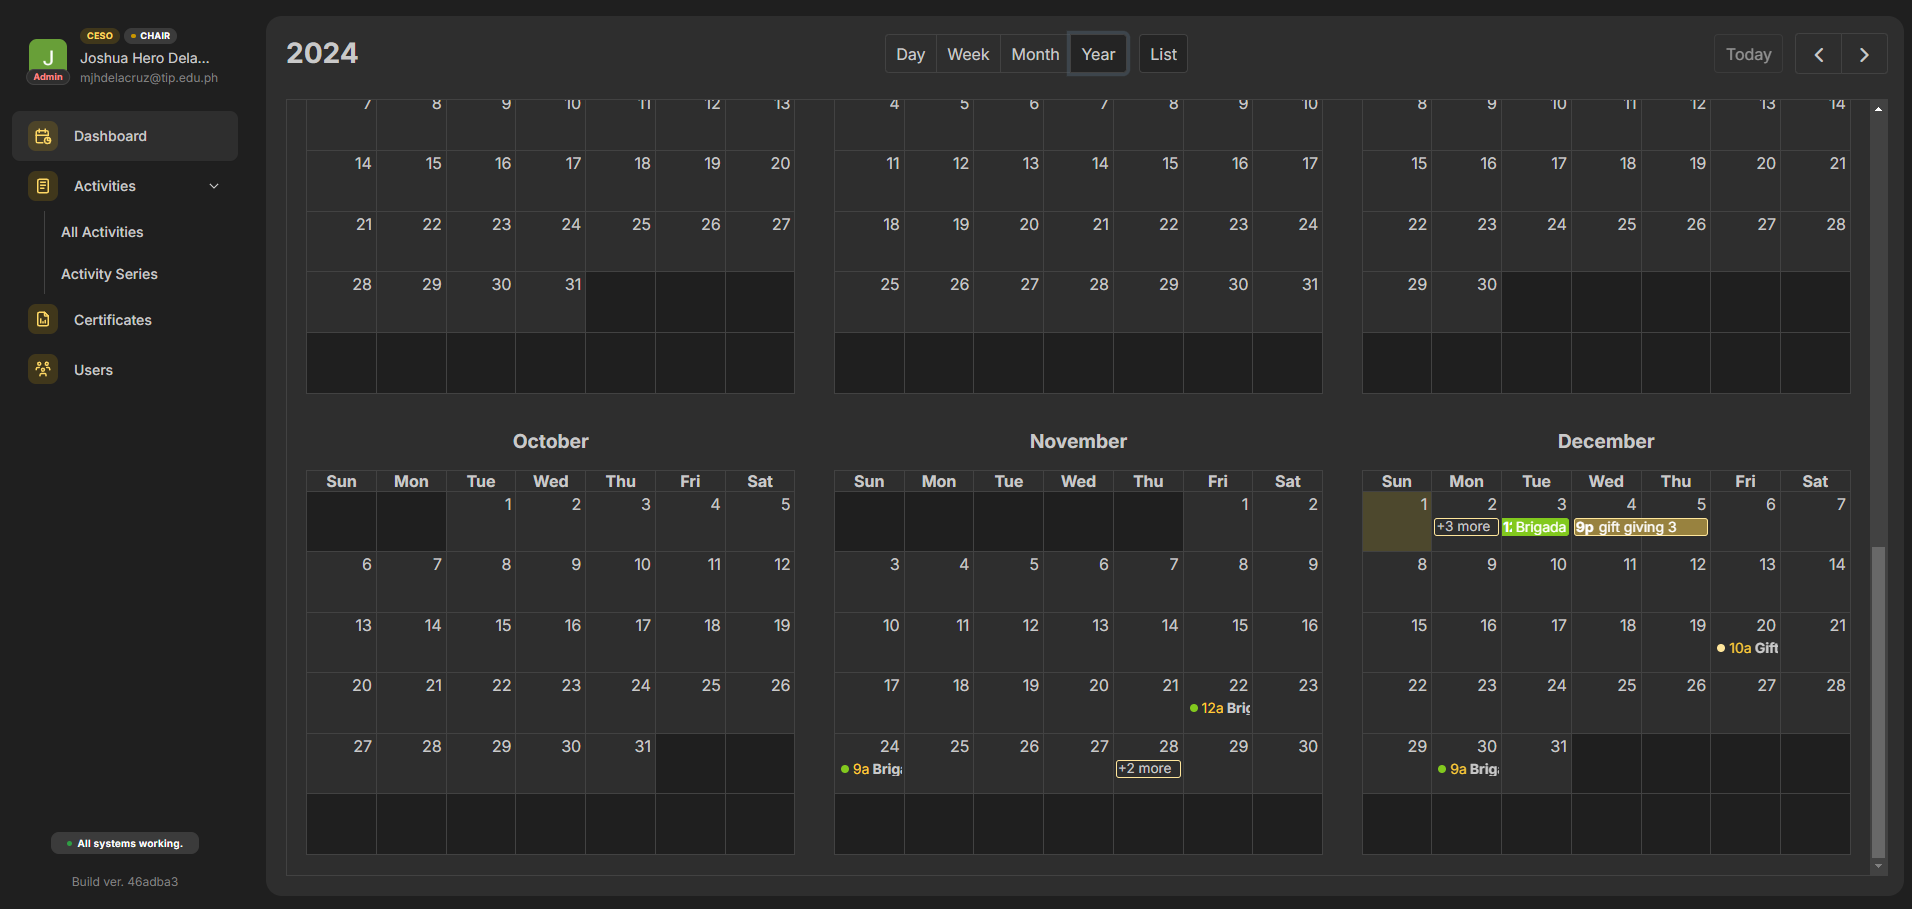 CESO CHAIR
J
Admin
Joshua Hero Dela...
mjhdelacruz@tip.edu.ph
Dashboard
Activities
All Activities
Activity Series
Certificates
Users
All systems working.
Build ver. 46adba3
2024
Day Week Month Year List
Today
7 8 9 10 11 12 13
14 15 16 17 18 19 20
21 22 23 24 25 26 27
28 29 30 31
4 5 6 7 8 9 10
11 12 13 14 15 16 17
18 19 20 21 22 23 24
25 26 27 28 29 30 31
8 9 10 11 12 13 14
15 16 17 18 19 20 21
22 23 24 25 26 27 28
29 30
October
Sun Mon Tue Wed Thu Fri Sat
1 2 3 4 5
6 7 8 9 10 11 12
13 14 15 16 17 18 19
20 21 22 23 24 25 26
27 28 29 30 31
November
Sun Mon Tue Wed Thu Fri Sat
1 2
3 4 5 6 7 8 9
10 11 12 13 14 15 16
17 18 19 20 21 22 23
12a Brig
24 25 26 27 28 29 30
9a Briga
+2 more
December
Sun Mon Tue Wed Thu Fri Sat
1 2 3 4 5 6 7
+3 more Brigada 9p gift giving 3
8 9 10 11 12 13 14
15 16 17 18 19 20 21
10a Gift
22 23 24 25 26 27 28
29 30 31
9a Brig